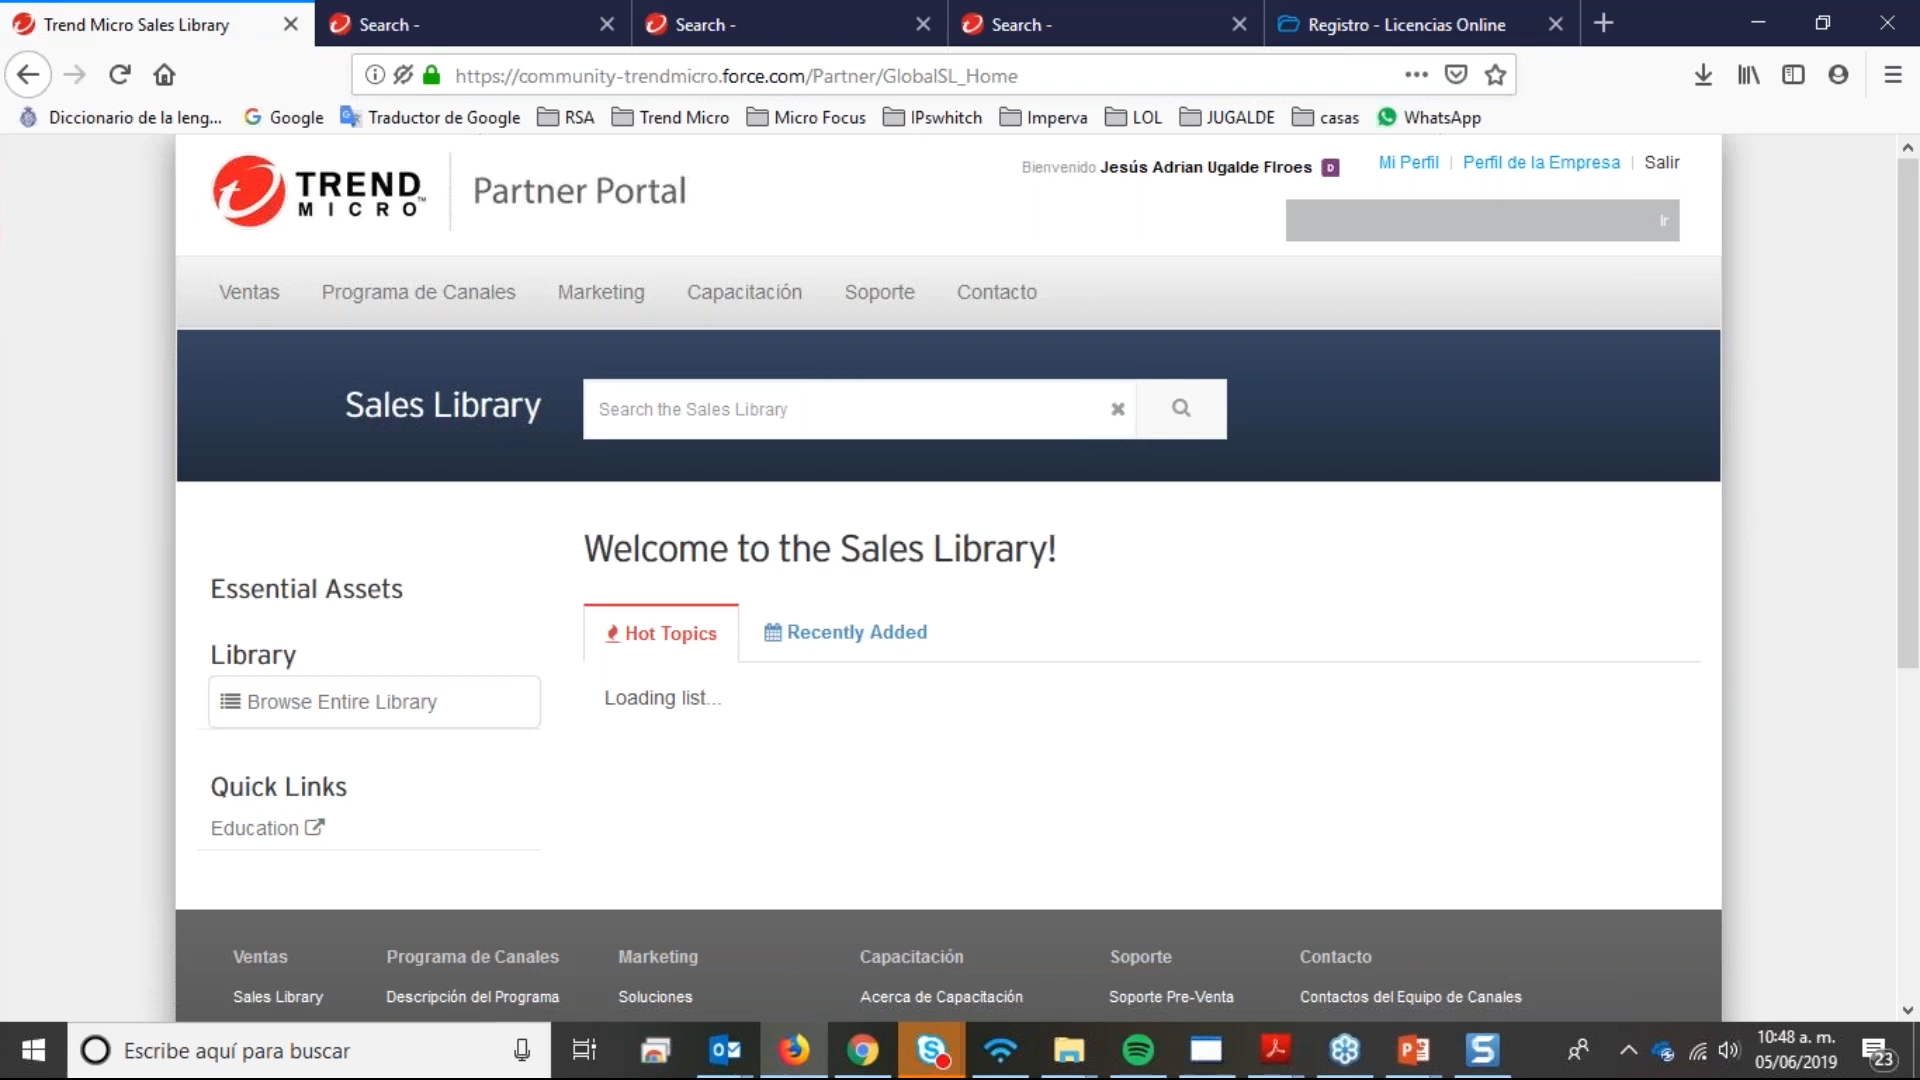 Trend Micro Sales Library
Search -
Search -
Search -
Registro - Licencias Online
https://community-trendmicro.force.com/Partner/GlobalSL_Home
Diccionario de la leng...
Google
Traductor de Google
RSA
Trend Micro
Micro Focus
IPswhitch
Imperva
LOL
JUGALDE
casas
WhatsApp
TREND MICRO™
Partner Portal
Bienvenido Jesús Adrian Ugalde Flroes D
Mi Perfil | Perfil de la Empresa | Salir
Ir
Ventas
Programa de Canales
Marketing
Capacitación
Soporte
Contacto
Sales Library
Search the Sales Library
Welcome to the Sales Library!
Essential Assets
Hot Topics
Recently Added
Library
Browse Entire Library
Loading list...
Quick Links
Education
Ventas
Programa de Canales
Marketing
Capacitación
Soporte
Contacto
Sales Library
Descripción del Programa
Soluciones
Acerca de Capacitación
Soporte Pre-Venta
Contactos del Equipo de Canales
Escribe aquí para buscar
10:48 a. m.
05/06/2019
23